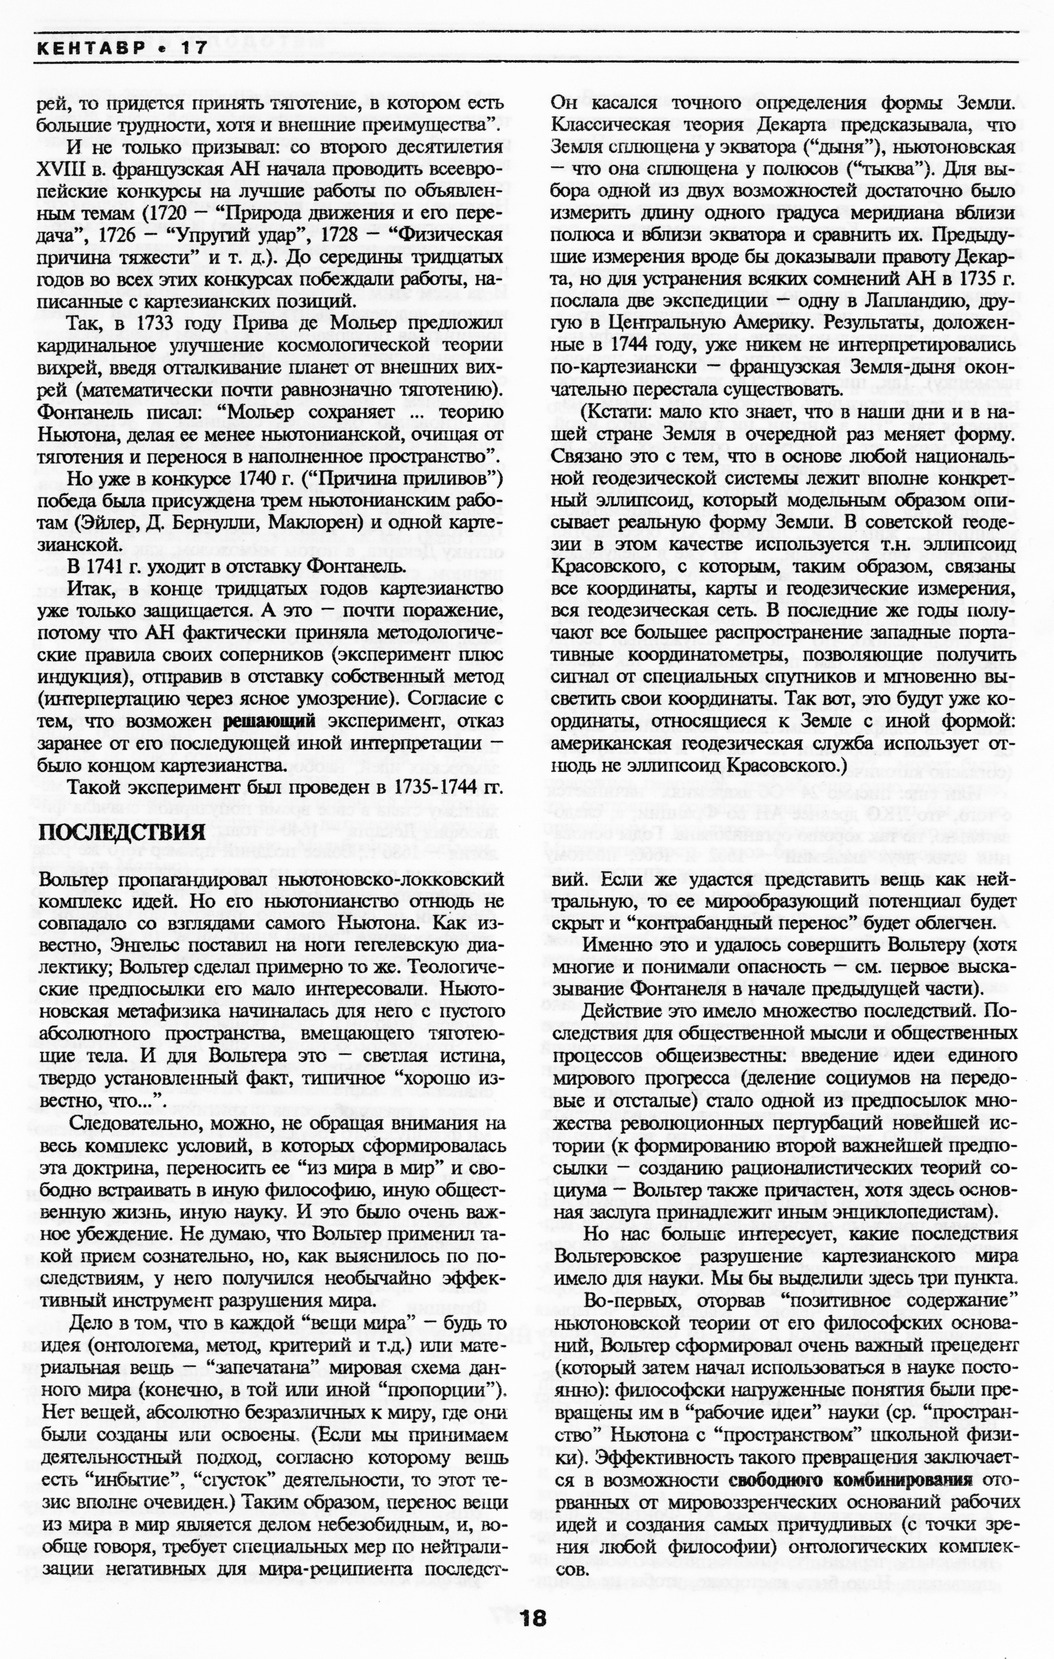 КЕНТАВР • 17
рей, то придется принять тяготение, в котором есть
большие трудности, хотя и внешние преимущества”.
И не только призывал: со второго десятилетия
XVIII в. французская АН начала проводить всеевро-
пейские конкурсы на лучшие работы по объявлен-
ным темам (1720 — “Природа движения и его пере-
дача”, 1726 — “Упругий удар”, 1728 — “Физическая
причина тяжести” и т. д.). До середины тридцатых
годов во всех этих конкурсах побеждали работы, на-
писанные с картезианских позиций.
Так, в 1733 году Прива де Мольер предложил
кардинальное улучшение космологической теории
вихрей, введя отталкивание планет от внешних вих-
рей (математически почти равнозначно тяготению).
Фонтанель писал: “Мольер сохраняет ... теорию
Ньютона, делая ее менее ньютонианской, очищая от
тяготения и перенося в наполненное пространство”.
Но уже в конкурсе 1740 г. (“Причина приливов”)
победа была присуждена трем ньютонианским рабо-
там (Эйлер, Д. Бернулли, Маклорен) и одной карте-
зианской.
В 1741 г. уходит в отставку Фонтанель.
Итак, в конце тридцатых годов картезианство
уже только защищается. А это — почти поражение,
потому что АН фактически приняла методологиче-
ские правила своих соперников (эксперимент плюс
индукция), отправив в отставку собственный метод
(интерпертацию через ясное умозрение). Согласие с
тем, что возможен решающий эксперимент, отказ
заранее от его последующей иной интерпретации —
было концом картезианства.
Такой эксперимент был проведен в 1735-1744 гг.
Он касался точного определения формы Земли.
Классическая теория Декарта предсказывала, что
Земля сплющена у экватора (“дыня”), ньютоновская
— что она сплющена у полюсов (“тыква”). Для вы-
бора одной из двух возможностей достаточно было
измерить длину одного градуса меридиана вблизи
полюса и вблизи экватора и сравнить их. Предыду-
щие измерения вроде бы доказывали правоту Декар-
та, но для устранения всяких сомнений АН в 1735 г.
послала две экспедиции — одну в Лапландию, дру-
гую в Центральную Америку. Результаты, доложен-
ные в 1744 году, уже никем не интерпретировались
по-картезиански — французская Земля-дыня окон-
чательно перестала существовать.
(Кстати: мало кто знает, что в наши дни и в на-
шей стране Земля в очередной раз меняет форму.
Связано это с тем, что в основе любой националь-
ной геодезической системы лежит вполне конкрет-
ный эллипсоид, который модельным образом опи-
сывает реальную форму Земли. В советской геоде-
зии в этом качестве используется т.н. эллипсоид
Красовского, с которым, таким образом, связаны
все координаты, карты и геодезические измерения,
вся геодезическая сеть. В последние же годы полу-
чают все большее распространение западные порта-
тивные координатометры, позволяющие получить
сигнал от специальных спутников и мгновенно вы-
светить свои координаты. Так вот, это будут уже ко-
ординаты, относящиеся к Земле с иной формой:
американская геодезическая служба использует от-
нюдь не эллипсоид Красовского.)
ПОСЛЕДСТВИЯ
Вольтер пропагандировал ньютоновско-локковский
комплекс идей. Но его ньютонианство отнюдь не
совпадало со взглядами самого Ньютона. Как из-
вестно, Энгельс поставил на ноги гегелевскую диа-
лектику; Вольтер сделал примерно то же. Теологиче-
ские предпосылки его мало интересовали. Ньюто-
новская метафизика начиналась для него с пустого
абсолютного пространства, вмещающего тяготею-
щие тела. И для Вольтера это — светлая истина,
твердо установленный факт, типичное “хорошо из-
вестно, что...”.
Следовательно, можно, не обращая внимания на
весь комплекс условий, в которых сформировалась
эта доктрина, переносить ее “из мира в мир” и сво-
бодно встраивать в иную философию, иную общест-
венную жизнь, иную науку. И это было очень важ-
ное убеждение. Не думаю, что Вольтер применил та-
кой прием сознательно, но, как выяснилось по по-
следствиям, у него получился необычайно эффек-
тивный инструмент разрушения мира.
Дело в том, что в каждой “вещи мира” — будь то
идея (онтологема, метод, критерий и т.д.) или мате-
риальная вещь — “запечатана” мировая схема дан-
ного мира (конечно, в той или иной “пропорции”).
Нет вещей, абсолютно безразличных к миру, где они
были созданы или освоены. (Если мы принимаем
деятельностный подход, согласно которому вещь
есть “инбытие”, “сгусток” деятельности, то этот те-
зис вполне очевиден.) Таким образом, перенос вещи
из мира в мир является делом небезобидным, и, во-
обще говоря, требует специальных мер по нейтрали-
зации негативных для мира-реципиента последст-
вий. Если же удастся представить вещь как ней-
тральную, то ее мирообразующий потенциал будет
скрыт и “контрабандный перенос” будет облегчен.
Именно это и удалось совершить Вольтеру (хотя
многие и понимали опасность — см. первое выска-
зывание Фонтанеля в начале предыдущей части).
Действие это имело множество последствий. По-
следствия для общественной мысли и общественных
процессов общеизвестны: введение идеи единого
мирового прогресса (деление социумов на передо-
вые и отсталые) стало одной из предпосылок мно-
жества революционных пертурбаций новейшей ис-
тории (к формированию второй важнейшей предпо-
сылки — созданию рационалистических теорий со-
циума — Вольтер также причастен, хотя здесь основ-
ная заслуга принадлежит иным энциклопедистам).
Но нас больше интересует, какие последствия
Вольтеровское разрушение картезианского мира
имело для науки. Мы бы выделили здесь три пункта.
Во-первых, оторвав “позитивное содержание”
ньютоновской теории от его философских основа-
ний, Вольтер сформировал очень важный прецедент
(который затем начал использоваться в науке посто-
янно): философски нагруженные понятия были пре-
вращены им в “рабочие идеи” науки (ср. “простран-
ство” Ньютона с “пространством” школьной физи-
ки). Эффективность такого превращения заключает-
ся в возможности свободного комбинирования ото-
рванных от мировоззренческих оснований рабочих
идей и создания самых причудливых (с точки зре-
ния любой философии) онтологических комплек-
сов.
18